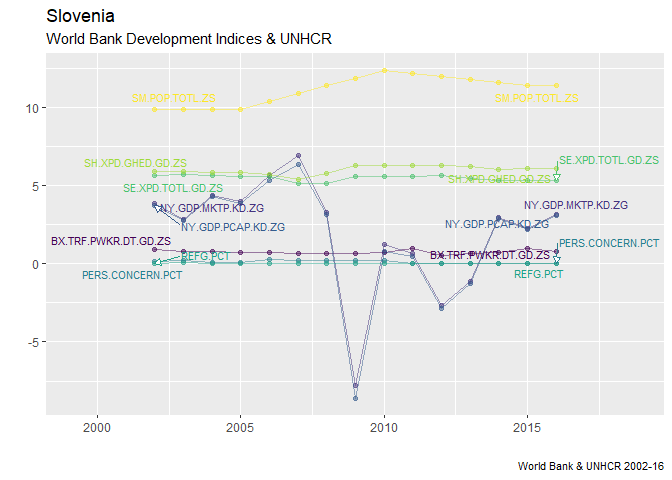 Slovenia
World Bank Development Indices & UNHCR
10
5
0
-5
SM.POP.TOTL.ZS
SM.POP.TOTL.ZS
SH.XPD.GHED.GD.ZS
SE.XPD.TOTL.GD.ZS
SE.XPD.TOTL.GD.ZS
SH.XPD.GHED.GD.ZS
NY.GDP.MKTP.KD.ZG
NY.GDP.MKTP.KD.ZG
NY.GDP.PCAP.KD.ZG
NY.GDP.PCAP.KD.ZG
BX.TRF.PWKR.DT.GD.ZS
PERS.CONCERN.PCT
REFG.PCT
BX.TRF.PWKR.DT.GD.ZS
PERS.CONCERN.PCT
REFG.PCT
2000
2005
2010
2015
World Bank & UNHCR 2002-16